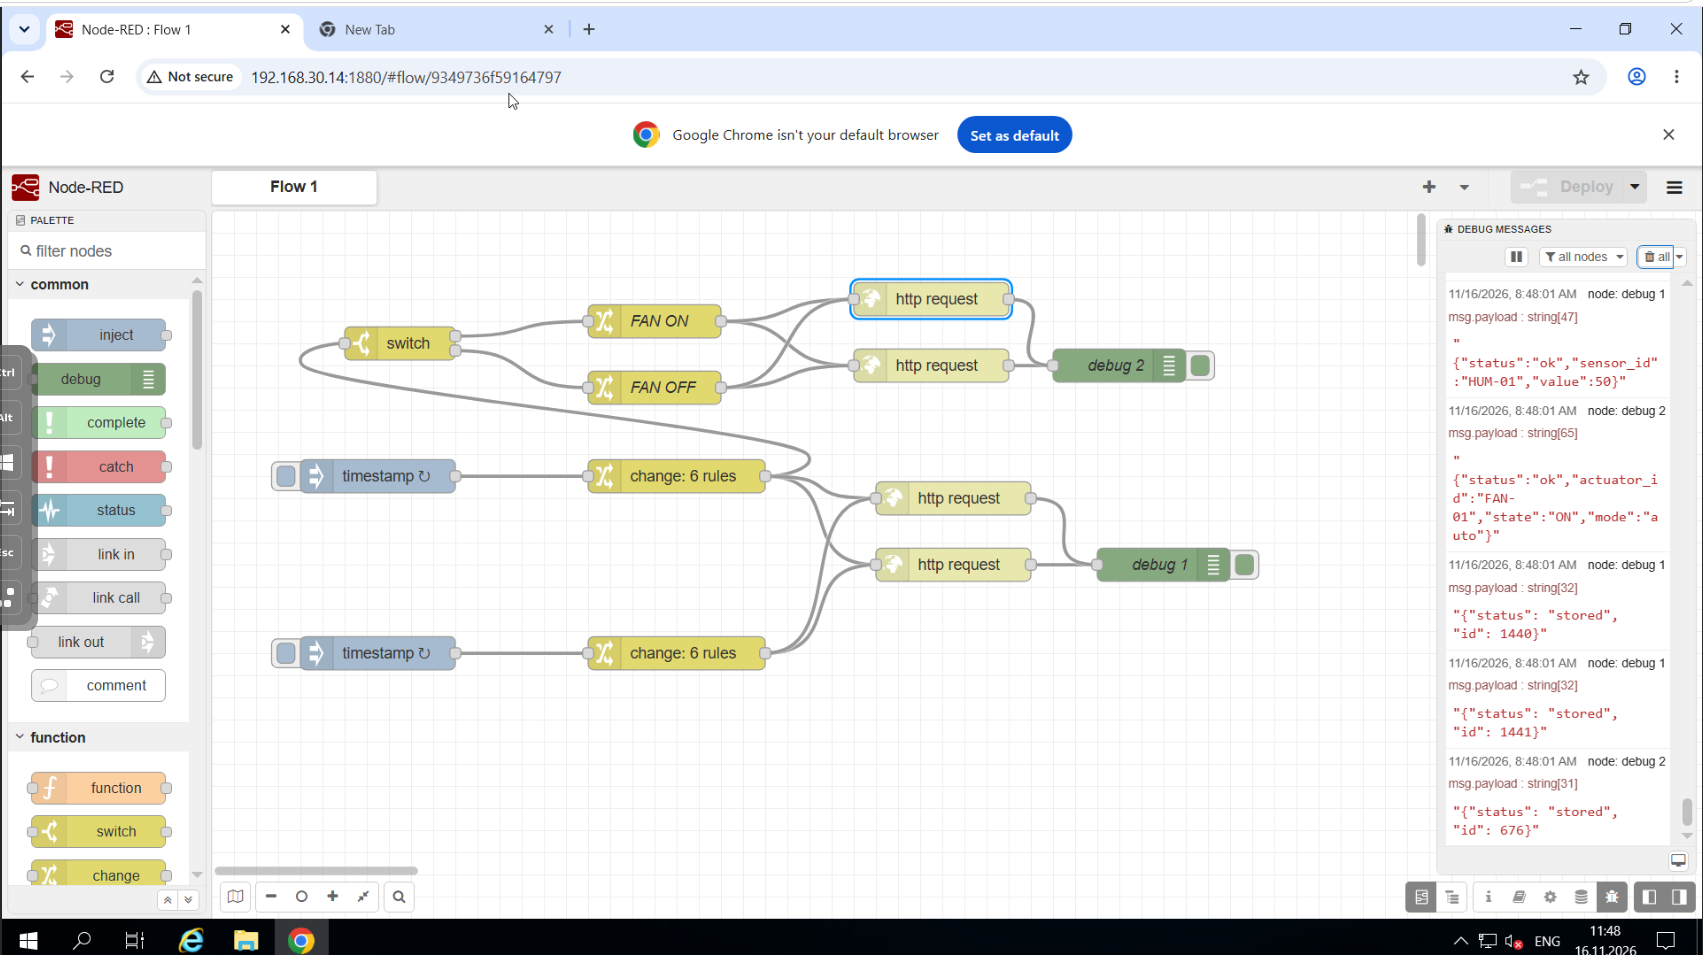 Node-RED : Flow 1
New Tab
Not secure
192.168.30.14:1880/#flow/9349736f59164797
Google Chrome isn't your default browser
Set as default
Node-RED
Flow 1
Deploy
PALETTE
filter nodes
common
inject
debug
complete
catch
status
link in
link call
link out
comment
function
function
switch
change
Ctrl
Alt
Esc
switch
FAN ON
FAN OFF
http request
http request
debug 2
timestamp ↻
change: 6 rules
http request
http request
debug 1
timestamp ↻
change: 6 rules
DEBUG MESSAGES
all nodes
all
11/16/2026, 8:48:01 AM node: debug 1
msg.payload : string[47]
"
{"status":"ok","sensor_id"
:"HUM-01","value":50}"
11/16/2026, 8:48:01 AM node: debug 2
msg.payload : string[65]
"
{"status":"ok","actuator_i
d":"FAN-
01","state":"ON","mode":"a
uto"}"
11/16/2026, 8:48:01 AM node: debug 1
msg.payload : string[32]
"{"status": "stored",
"id": 1440}"
11/16/2026, 8:48:01 AM node: debug 1
msg.payload : string[32]
"{"status": "stored",
"id": 1441}"
11/16/2026, 8:48:01 AM node: debug 2
msg.payload : string[31]
"{"status": "stored",
"id": 676}"
ENG
11:48
16.11.2026